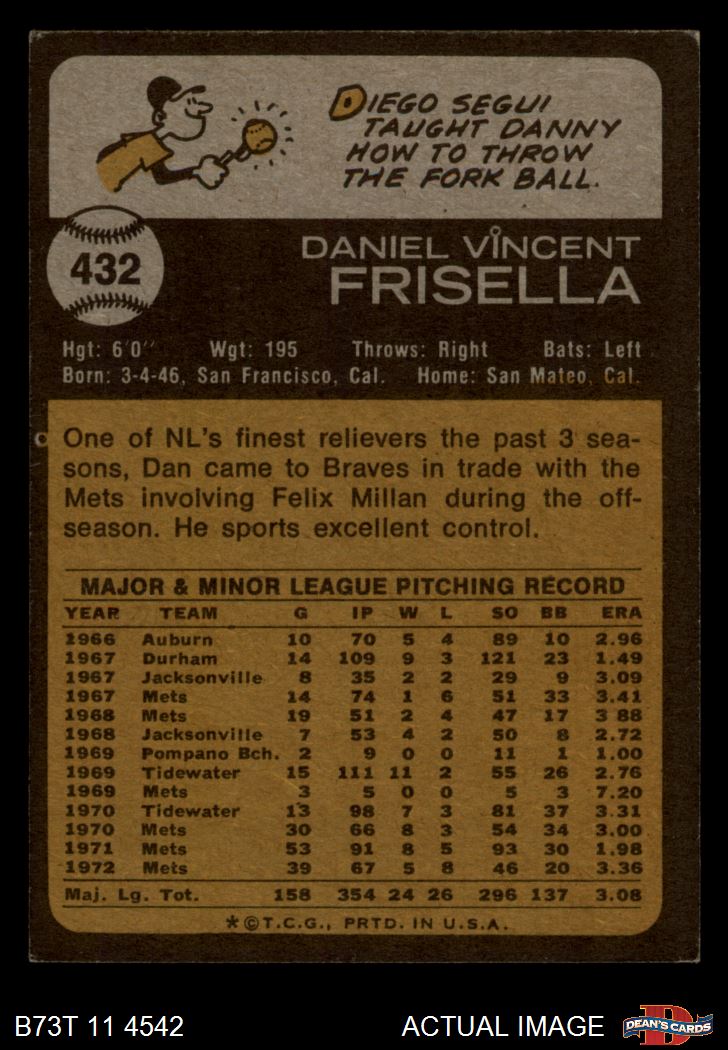 DIEGO SEGUI
TAUGHT DANNY
HOW TO THROW
THE FORK BALL.
432
DANIEL VINCENT
FRISELLA
Hgt: 6'0" Wgt: 195 Throws: Right Bats: Left
Born: 3-4-46, San Francisco, Cal. Home: San Mateo, Cal.
One of NL's finest relievers the past 3 sea-
sons, Dan came to Braves in trade with the
Mets involving Felix Millan during the off-
season. He sports excellent control.
MAJOR & MINOR LEAGUE PITCHING RECORD
YEAR TEAM G IP W L SO BB ERA
1966 Auburn 10 70 5 4 89 10 2.96
1967 Durham 14 109 9 3 121 23 1.49
1967 Jacksonville 8 35 2 2 29 9 3.09
1967 Mets 14 74 1 6 51 33 3.41
1968 Mets 19 51 2 4 47 17 3 88
1968 Jacksonville 7 53 4 2 50 8 2.72
1969 Pompano Bch. 2 9 0 0 11 1 1.00
1969 Tidewater 15 111 11 2 55 26 2.76
1969 Mets 3 5 0 0 5 3 7.20
1970 Tidewater 13 98 7 3 81 37 3.31
1970 Mets 30 66 8 3 54 34 3.00
1971 Mets 53 91 8 5 93 30 1.98
1972 Mets 39 67 5 8 46 20 3.36
Maj. Lg. Tot. 158 354 24 26 296 137 3.08
*©T.C.G., PRTD. IN U.S.A.
B73T 11 4542 ACTUAL IMAGE
D
DEAN'S CARDS